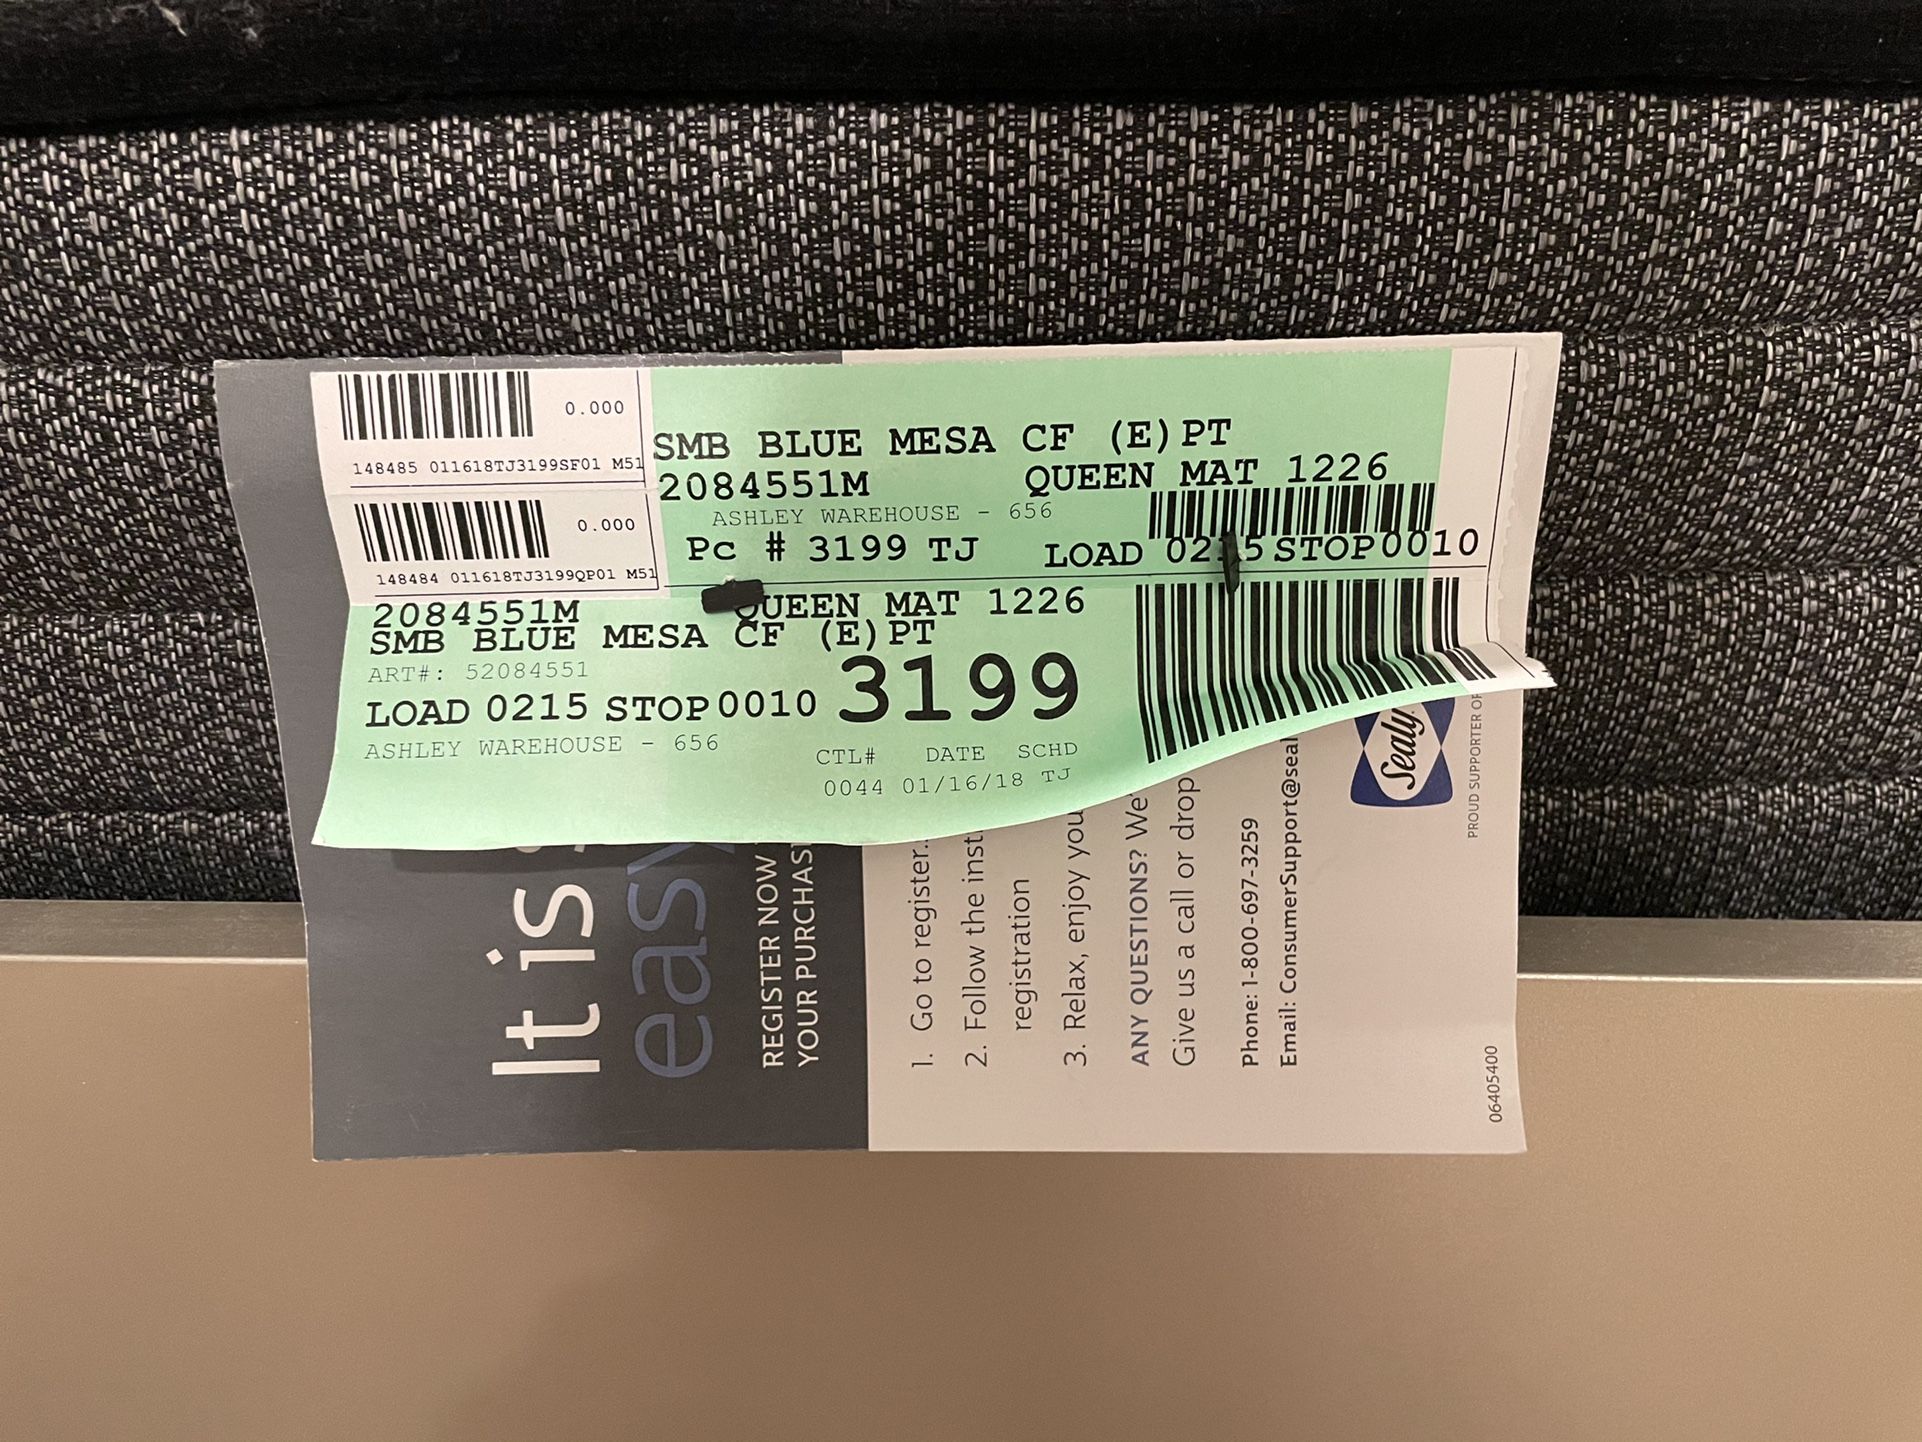 0.000
148485 011618TJ3199SF01 M51
0.000
148484 011618TJ3199QP01 M51
SMB BLUE MESA CF (E)PT
2084551M QUEEN MAT 1226
ASHLEY WAREHOUSE - 656
Pc # 3199 TJ LOAD 0215 STOP0010
2084551M QUEEN MAT 1226
SMB BLUE MESA CF (E)PT
ART#: 52084551
LOAD 0215 STOP0010 3199
ASHLEY WAREHOUSE - 656
CTL# DATE SCHD
0044 01/16/18 TJ
It is
easy
REGISTER NOW
YOUR PURCHAS
1. Go to register.
2. Follow the inst
registration
3. Relax, enjoy you
ANY QUESTIONS? We
Give us a call or drop
Phone: 1-800-697-3259
Email: ConsumerSupport@seal
Sealy
PROUD SUPPORTER OF
06405400